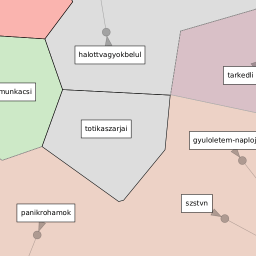 halottvagyokbelul
tarkedli
munkacsi
totikaszarjai
gyuloletem-naploj
szstvn
panikrohamok